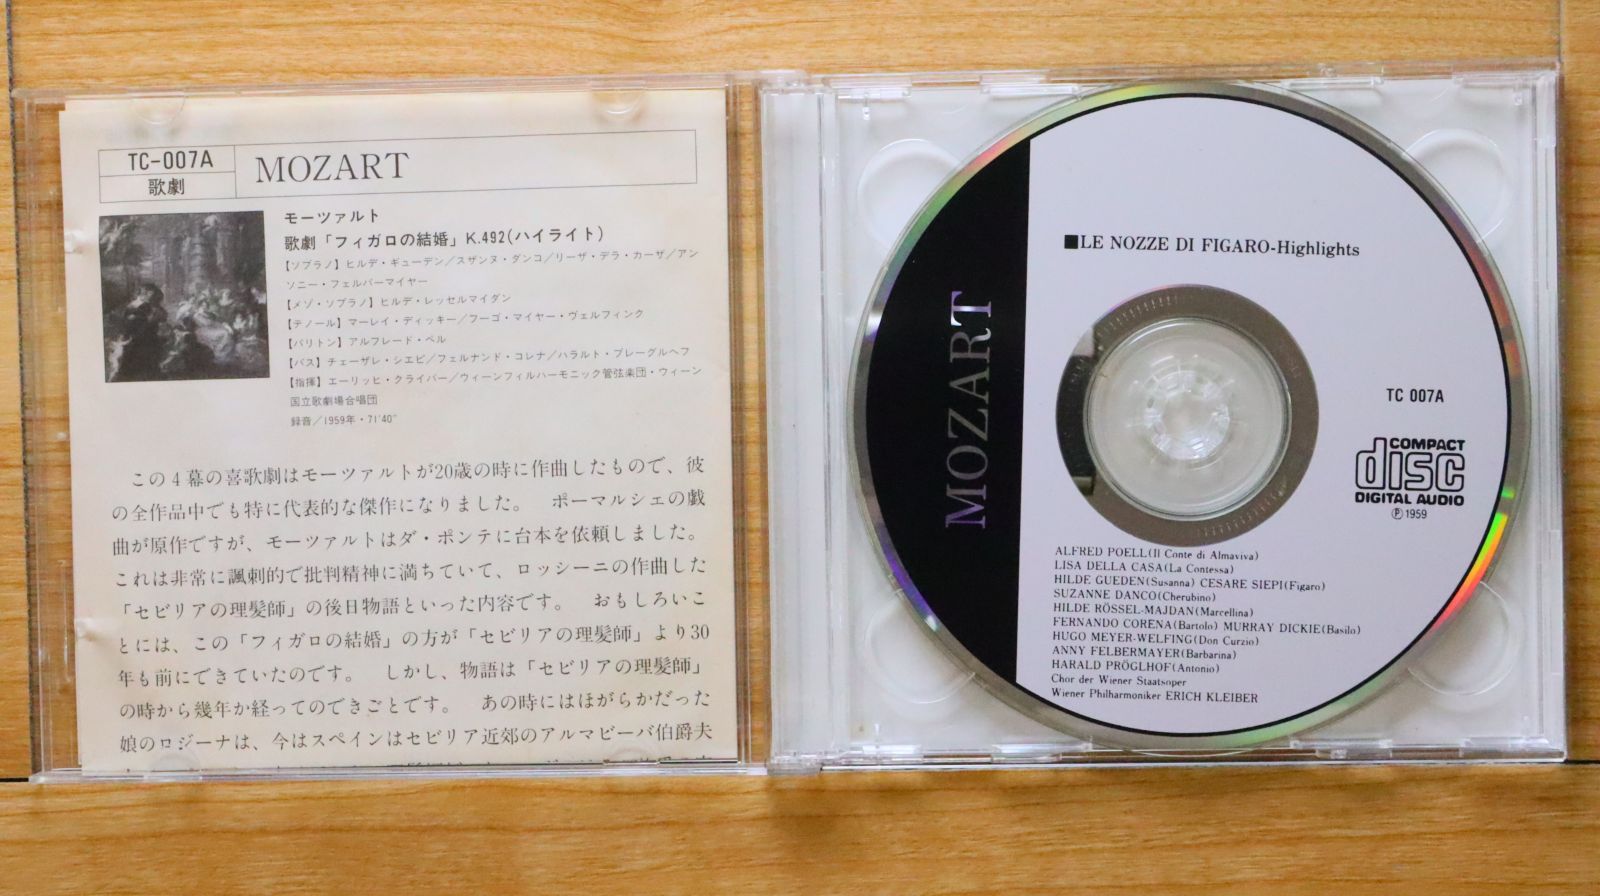 TC-007A
歌劇
MOZART
モーツァルト
歌劇「フィガロの結婚」K.492(ハイライト)
【ソプラノ】ヒルデ・ギューデン／スザンヌ・ダンコ／リーザ・デラ・カーザ／アン
ソニー・フェルバーマイヤー
【メゾ・ソプラノ】ヒルデ・レッセルマイダン
【テノール】マーレイ・ディッキー／フーゴ・マイヤー・ヴェルフィンク
【バリトン】アルフレード・ペル
【バス】チェーザレ・シエピ／フェルナンド・コレナ／ハラルト・プレーグルヘフ
【指揮】エーリッヒ・クライバー／ウィーンフィルハーモニック管弦楽団・ウィーン
国立歌劇場合唱団
録音／1959年・71'40"
この4幕の喜歌劇はモーツァルトが20歳の時に作曲したもので、彼
の全作品中でも特に代表的な傑作になりました。 ボーマルシェの戯
曲が原作ですが、モーツァルトはダ・ポンテに台本を依頼しました。
これは非常に諷刺的で批判精神に満ちていて、ロッシーニの作曲した
「セビリアの理髪師」の後日物語といった内容です。 おもしろいこ
とには、この「フィガロの結婚」の方が「セビリアの理髪師」より30
年も前にできていたのです。 しかし、物語は「セビリアの理髪師」
の時から幾年か経ってのできごとです。 あの時にはほがらかだった
娘のロジーナは、今はスペインはセビリア近郊のアルマビーバ伯爵夫
MOZART
■LE NOZZE DI FIGARO-Highlights
TC 007A
COMPACT
disc
DIGITAL AUDIO
Ⓟ1959
ALFRED POELL(Il Conte di Almaviva)
LISA DELLA CASA(La Contessa)
HILDE GUEDEN(Susanna) CESARE SIEPI(Figaro)
SUZANNE DANCO(Cherubino)
HILDE RÖSSEL-MAJDAN(Marcellina)
FERNANDO CORENA(Bartolo) MURRAY DICKIE(Basilo)
HUGO MEYER-WELFING(Don Curzio)
ANNY FELBERMAYER(Barbarina)
HARALD PRÖGLHOF(Antonio)
Chor der Wiener Staatsoper
Wiener Philharmoniker ERICH KLEIBER